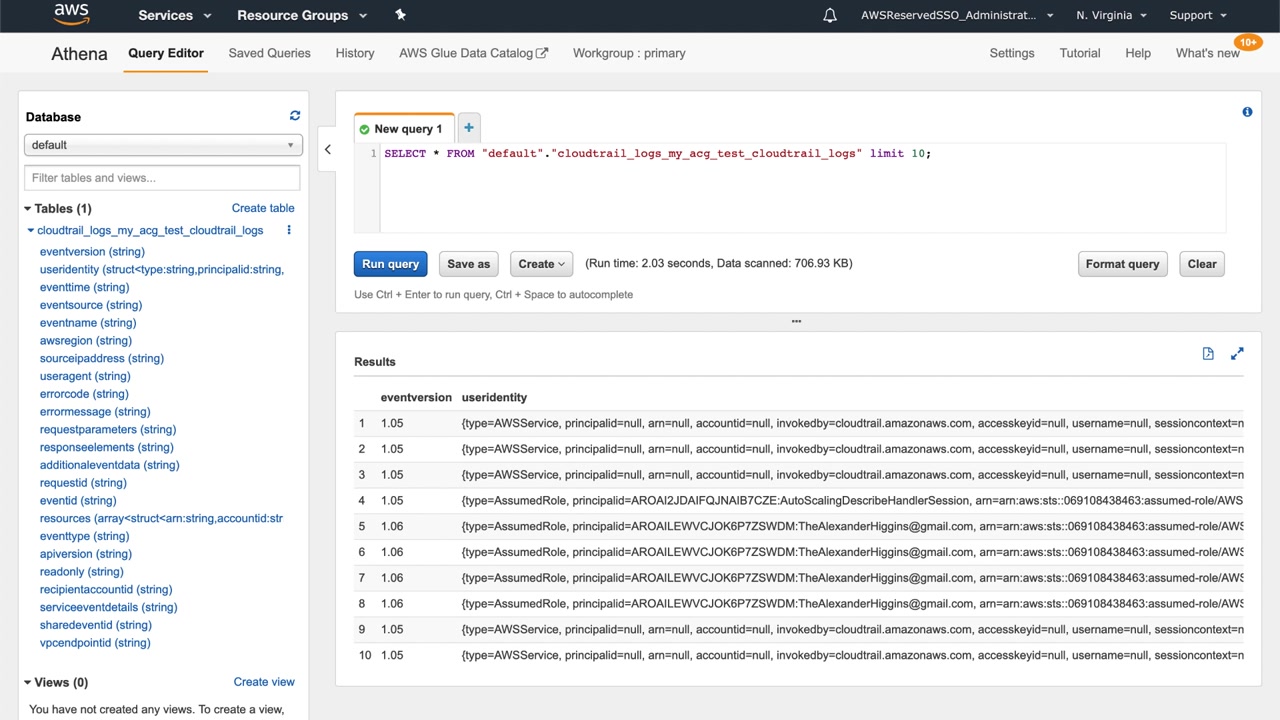 aws Services Resource Groups AWSReservedSSO_Administrat... N. Virginia Support
Athena Query Editor Saved Queries History AWS Glue Data Catalog Workgroup : primary Settings Tutorial Help What's new 10+
Database
default
Filter tables and views...
Tables (1) Create table
cloudtrail_logs_my_acg_test_cloudtrail_logs
eventversion (string)
useridentity (struct<type:string,principalid:string,
eventtime (string)
eventsource (string)
eventname (string)
awsregion (string)
sourceipaddress (string)
useragent (string)
errorcode (string)
errormessage (string)
requestparameters (string)
responseelements (string)
additionaleventdata (string)
requestid (string)
eventid (string)
resources (array<struct<arn:string,accountid:str
eventtype (string)
apiversion (string)
readonly (string)
recipientaccountid (string)
serviceeventdetails (string)
sharedeventid (string)
vpcendpointid (string)
Views (0) Create view
You have not created any views. To create a view,
New query 1 +
1 SELECT * FROM "default"."cloudtrail_logs_my_acg_test_cloudtrail_logs" limit 10;
Run query Save as Create (Run time: 2.03 seconds, Data scanned: 706.93 KB) Format query Clear
Use Ctrl + Enter to run query, Ctrl + Space to autocomplete
Results
eventversion useridentity
1 1.05 {type=AWSService, principalid=null, arn=null, accountid=null, invokedby=cloudtrail.amazonaws.com, accesskeyid=null, username=null, sessioncontext=n
2 1.05 {type=AWSService, principalid=null, arn=null, accountid=null, invokedby=cloudtrail.amazonaws.com, accesskeyid=null, username=null, sessioncontext=n
3 1.05 {type=AWSService, principalid=null, arn=null, accountid=null, invokedby=cloudtrail.amazonaws.com, accesskeyid=null, username=null, sessioncontext=n
4 1.05 {type=AssumedRole, principalid=AROAI2JDAIFQJNAIB7CZE:AutoScalingDescribeHandlerSession, arn=arn:aws:sts::069108438463:assumed-role/AWS
5 1.06 {type=AssumedRole, principalid=AROAILEWVCJOK6P7ZSWDM:TheAlexanderHiggins@gmail.com, arn=arn:aws:sts::069108438463:assumed-role/AWS
6 1.06 {type=AssumedRole, principalid=AROAILEWVCJOK6P7ZSWDM:TheAlexanderHiggins@gmail.com, arn=arn:aws:sts::069108438463:assumed-role/AWS
7 1.06 {type=AssumedRole, principalid=AROAILEWVCJOK6P7ZSWDM:TheAlexanderHiggins@gmail.com, arn=arn:aws:sts::069108438463:assumed-role/AWS
8 1.06 {type=AssumedRole, principalid=AROAILEWVCJOK6P7ZSWDM:TheAlexanderHiggins@gmail.com, arn=arn:aws:sts::069108438463:assumed-role/AWS
9 1.05 {type=AWSService, principalid=null, arn=null, accountid=null, invokedby=cloudtrail.amazonaws.com, accesskeyid=null, username=null, sessioncontext=n
10 1.05 {type=AWSService, principalid=null, arn=null, accountid=null, invokedby=cloudtrail.amazonaws.com, accesskeyid=null, username=null, sessioncontext=n